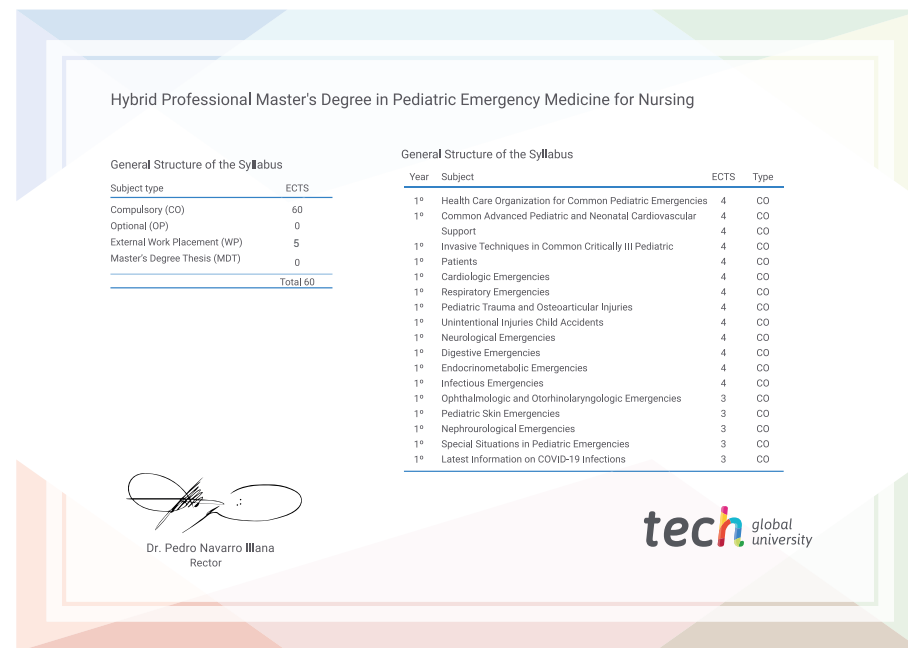 Hybrid Professional Master's Degree in Pediatric Emergency Medicine for Nursing
General Structure of the Syllabus
Subject type ECTS
Compulsory (CO) 60
Optional (OP) 0
External Work Placement (WP) 5
Master's Degree Thesis (MDT) 0
Total 60
General Structure of the Syllabus
Year Subject ECTS Type
1º Health Care Organization for Common Pediatric Emergencies 4 CO
1º Common Advanced Pediatric and Neonatal Cardiovascular 4 CO
Support 4 CO
1º Invasive Techniques in Common Critically III Pediatric 4 CO
1º Patients 4 CO
1º Cardiologic Emergencies 4 CO
1º Respiratory Emergencies 4 CO
1º Pediatric Trauma and Osteoarticular Injuries 4 CO
1º Unintentional Injuries Child Accidents 4 CO
1º Neurological Emergencies 4 CO
1º Digestive Emergencies 4 CO
1º Endocrinometabolic Emergencies 4 CO
1º Infectious Emergencies 4 CO
1º Ophthalmologic and Otorhinolaryngologic Emergencies 3 CO
1º Pediatric Skin Emergencies 3 CO
1º Nephrourological Emergencies 3 CO
1º Special Situations in Pediatric Emergencies 3 CO
1º Latest Information on COVID-19 Infections 3 CO
Dr. Pedro Navarro Illana
Rector
tech global
university